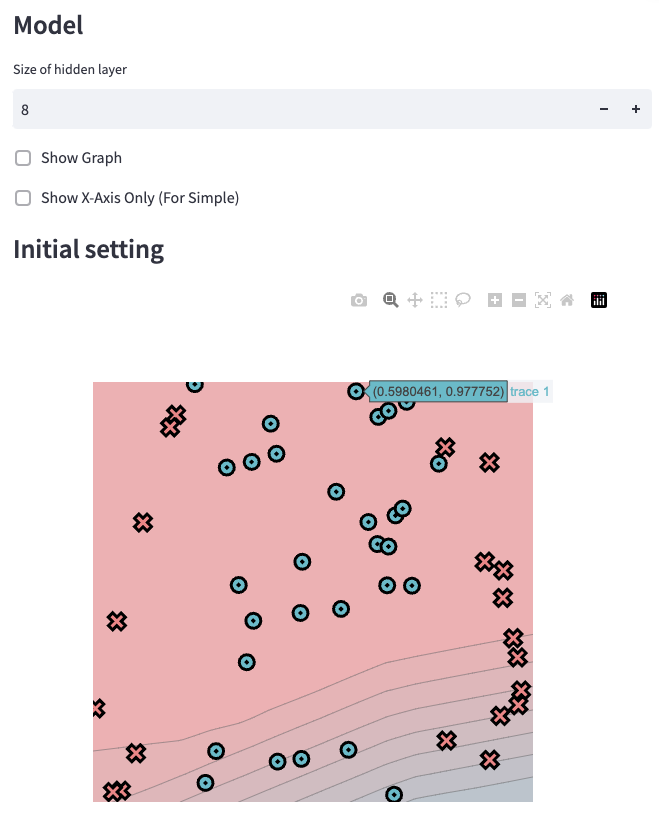 Model
Size of hidden layer
8
Show Graph
Show X-Axis Only (For Simple)
Initial setting
(0.5980461, 0.977752) trace 1